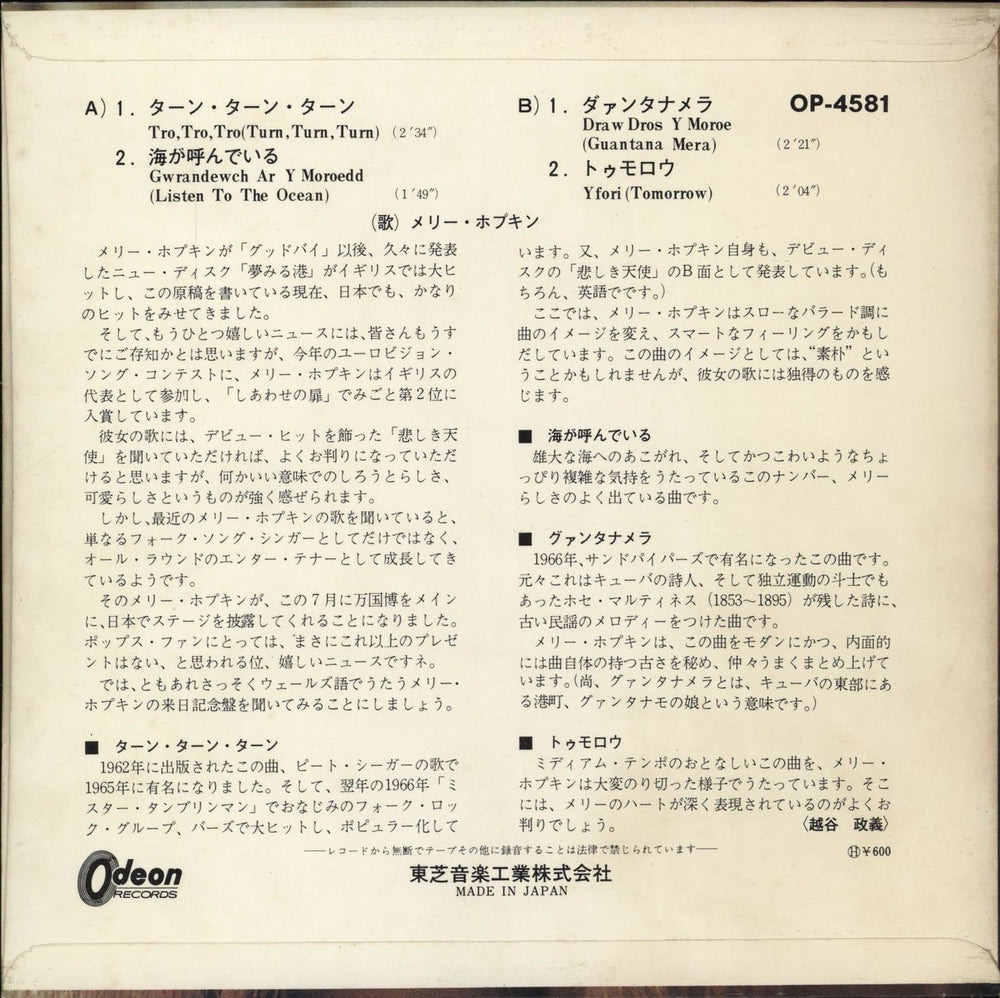 A) 1. ターン・ターン・ターン
Tro,Tro,Tro(Turn,Turn,Turn) (2′34″)
2. 海が呼んでいる
Gwrandewch Ar Y Moroedd
(Listen To The Ocean) (1′49″)
B) 1. ダァンタナメラ
Draw Dros Y Moroe
(Guantana Mera) (2′21″)
2. トゥモロウ
Yfori(Tomorrow) (2′04″)
OP-4581
(歌) メリー・ホプキン
メリー・ホプキンが「グッドバイ」以後、久々に発表
したニュー・ディスク「夢みる港」がイギリスでは大ヒ
ットし、この原稿を書いている現在、日本でも、かなり
のヒットをみせてきました。
そして、もうひとつ嬉しいニュースには、皆さんもうす
でにご存知かとは思いますが、今年のユーロビジョン・
ソング・コンテストに、メリー・ホプキンはイギリスの
代表として参加し、「しあわせの扉」でみごと第2位に
入賞しています。
彼女の歌には、デビュー・ヒットを飾った「悲しき天
使」を聞いていただければ、よくお判りになっていただ
けると思いますが、何かいい意味でのしろうとらしさ、
可愛らしさというものが強く感ぜられます。
しかし、最近のメリー・ホプキンの歌を聞いていると、
単なるフォーク・ソング・シンガーとしてだけではなく、
オール・ラウンドのエンター・テナーとして成長してき
ているようです。
そのメリー・ホプキンが、この7月に万国博をメイン
に、日本でステージを披露してくれることになりました。
ポップス・ファンにとっては、まさにこれ以上のプレゼ
ントはない、と思われる位、嬉しいニュースですネ。
では、ともあれさっそくウェールズ語でうたうメリー・
ホプキンの来日記念盤を聞いてみることにしましょう。
■ ターン・ターン・ターン
1962年に出版されたこの曲、ピート・シーガーの歌で
1965年に有名になりました。そして、翌年の1966年「ミ
スター・タンブリンマン」でおなじみのフォーク・ロッ
ク・グループ、バーズで大ヒットし、ポピュラー化して
います。又、メリー・ホプキン自身も、デビュー・ディ
スクの「悲しき天使」のB面として発表しています。(も
ちろん、英語でです。)
ここでは、メリー・ホプキンはスローなバラード調に
曲のイメージを変え、スマートなフィーリングをかもし
だしています。この曲のイメージとしては、“素朴”とい
うことかもしれませんが、彼女の歌には独得のものを感
じます。
■ 海が呼んでいる
雄大な海へのあこがれ、そしてかつこわいようなちょ
っぴり複雑な気持をうたっているこのナンバー、メリー
らしさのよく出ている曲です。
■ グァンタナメラ
1966年、サンドパイパーズで有名になったこの曲です。
元々これはキューバの詩人、そして独立運動の斗士でも
あったホセ・マルティネス (1853〜1895) が残した詩に、
古い民謡のメロディーをつけた曲です。
メリー・ホプキンは、この曲をモダンにかつ、内面的
には曲自体の持つ古さを秘め、仲々うまくまとめ上げて
います。(尚、グァンタナメラとは、キューバの東部にあ
る港町、グァンタナモの娘という意味です。)
■ トゥモロウ
ミディアム・テンポのおとなしいこの曲を、メリー・
ホプキンは大変のり切った様子でうたっています。そこ
には、メリーのハートが深く表現されているのがよくお
判りでしょう。 〈越谷 政義〉
──レコードから無断でテープその他に録音することは法律で禁じられています──
Ⓗ¥600
Odeon
RECORDS
東芝音楽工業株式会社
MADE IN JAPAN